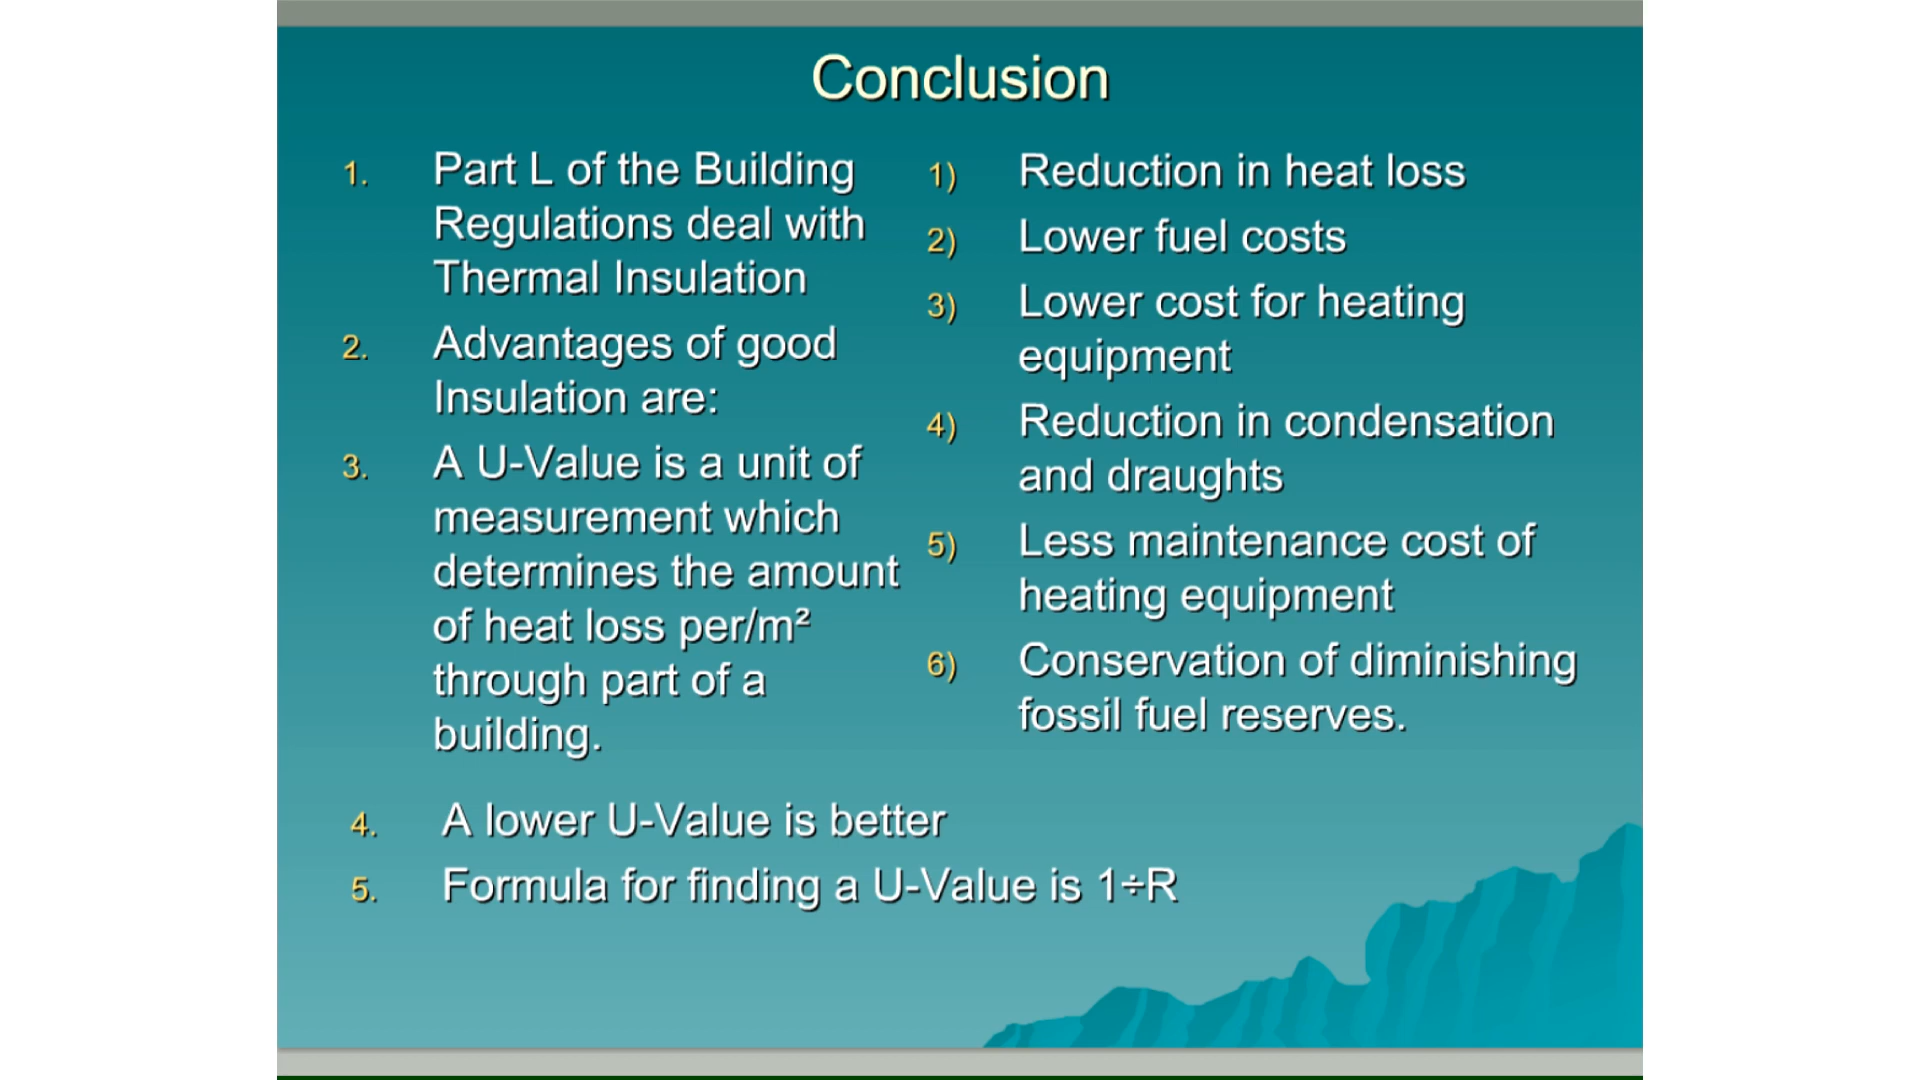 Conclusion
1. Part L of the Building
Regulations deal with
Thermal Insulation
2. Advantages of good
Insulation are:
3. A U-Value is a unit of
measurement which
determines the amount
of heat loss per/m²
through part of a
building.
1) Reduction in heat loss
2) Lower fuel costs
3) Lower cost for heating
equipment
4) Reduction in condensation
and draughts
5) Less maintenance cost of
heating equipment
6) Conservation of diminishing
fossil fuel reserves.
4. A lower U-Value is better
5. Formula for finding a U-Value is 1÷R